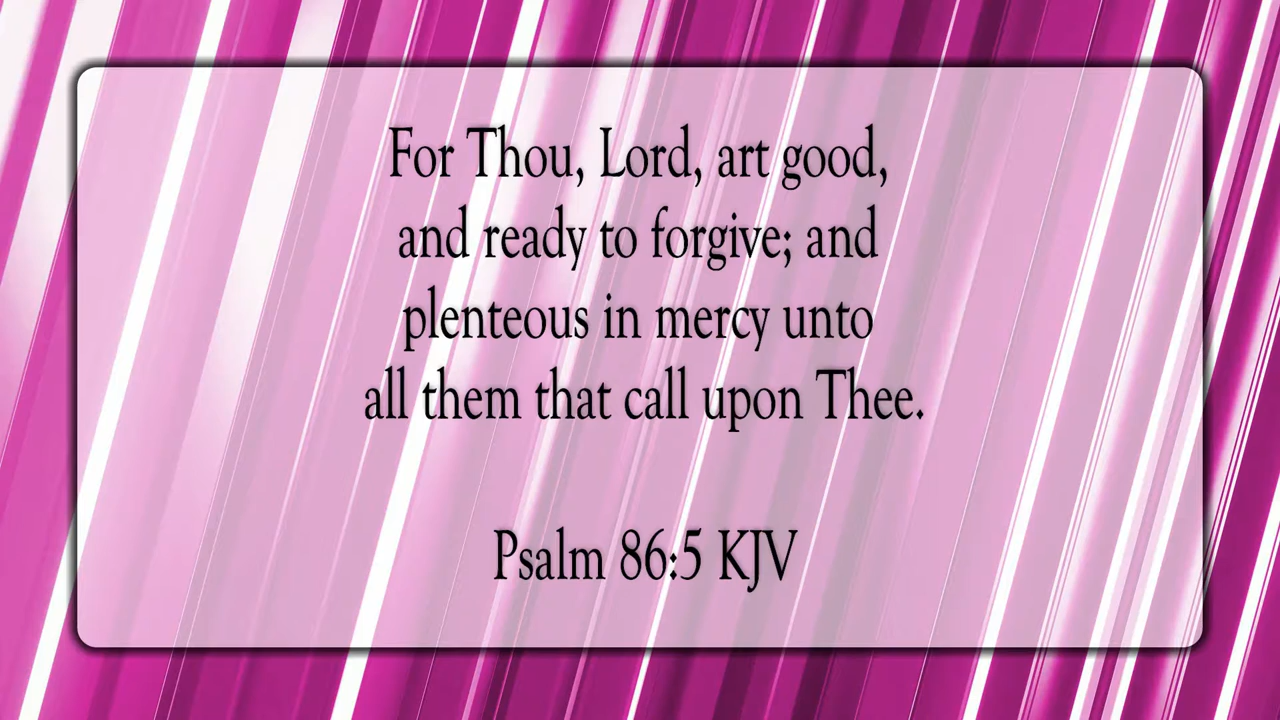 For Thou, Lord, art good,
and ready to forgive; and
plenteous in mercy unto
all them that call upon Thee.
Psalm 86:5 KJV